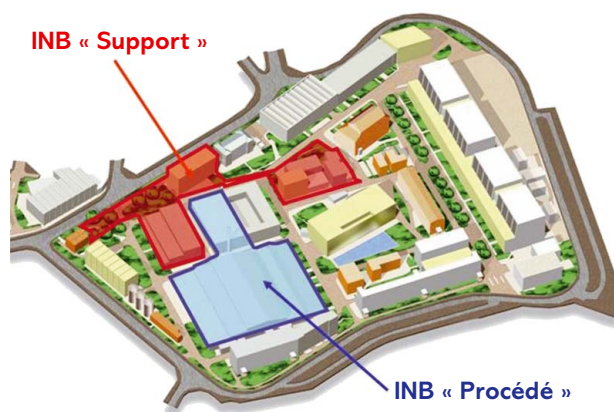 INB « Support »
INB « Procédé »